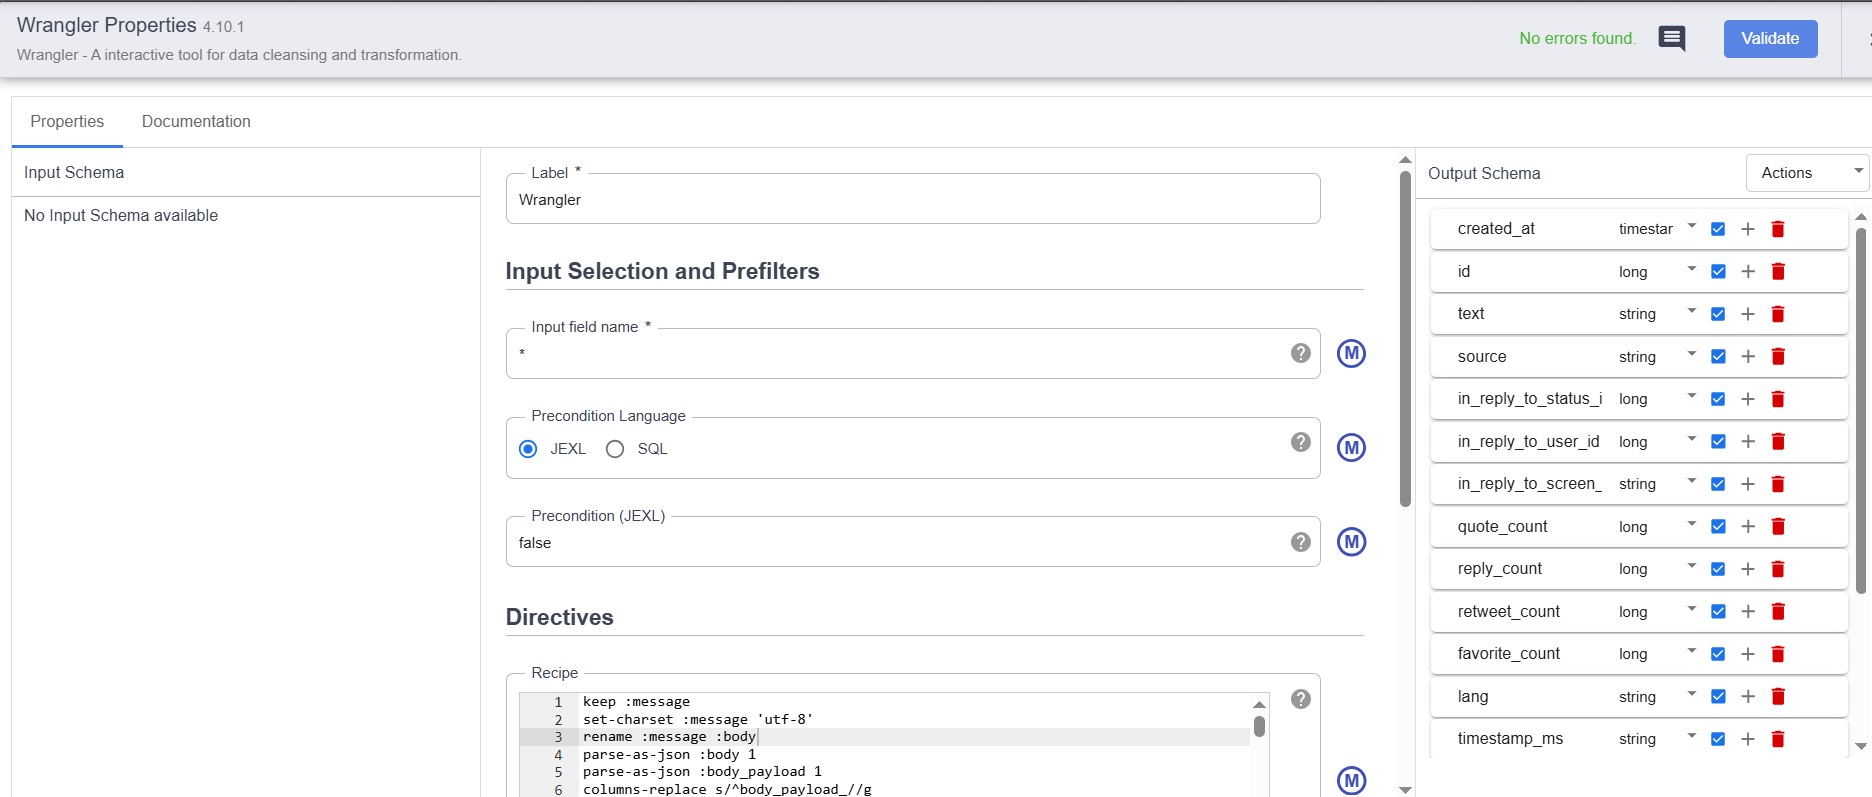 Wrangler Properties 4.10.1
Wrangler - A interactive tool for data cleansing and transformation.
No errors found.
Validate
Properties
Documentation
Input Schema
No Input Schema available
Label *
Wrangler
Input Selection and Prefilters
Input field name *
*
?
M
Precondition Language
JEXL
SQL
?
M
Precondition (JEXL)
false
?
M
Directives
Recipe
1 keep :message
2 set-charset :message 'utf-8'
3 rename :message :body
4 parse-as-json :body 1
5 parse-as-json :body_payload 1
6 columns-replace s/^body_payload_//g
?
M
Output Schema
Actions
created_at timestar
id long
text string
source string
in_reply_to_status_i long
in_reply_to_user_id long
in_reply_to_screen_ string
quote_count long
reply_count long
retweet_count long
favorite_count long
lang string
timestamp_ms string